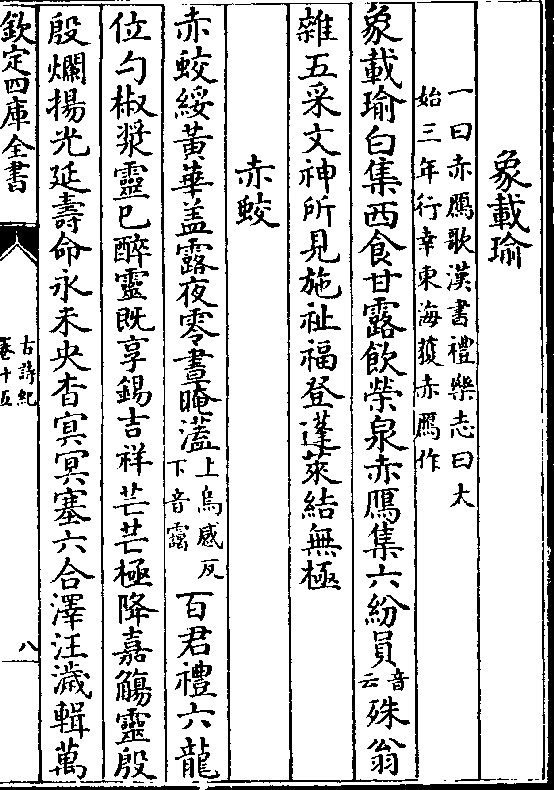 象載瑜
一曰赤鴈歌漢書禮樂志曰太
始三年行幸東海獲赤鴈作
象載瑜白集西食甘露飲榮泉赤鴈集六紛員音云殊翁
雜五采文神所見施祉福登蓬萊結無極
赤蛟
赤蛟綏黃華盖露夜零晝晻濭上烏感反下音靄百君禮六龍
位勺椒漿靈已醉靈既享錫吉祥芒芒極降嘉觴靈殷
殷爛揚光延壽命永未央杳冥冥塞六合澤汪濊輯萬
欽定四庫全書
古詩紀
卷十五
八